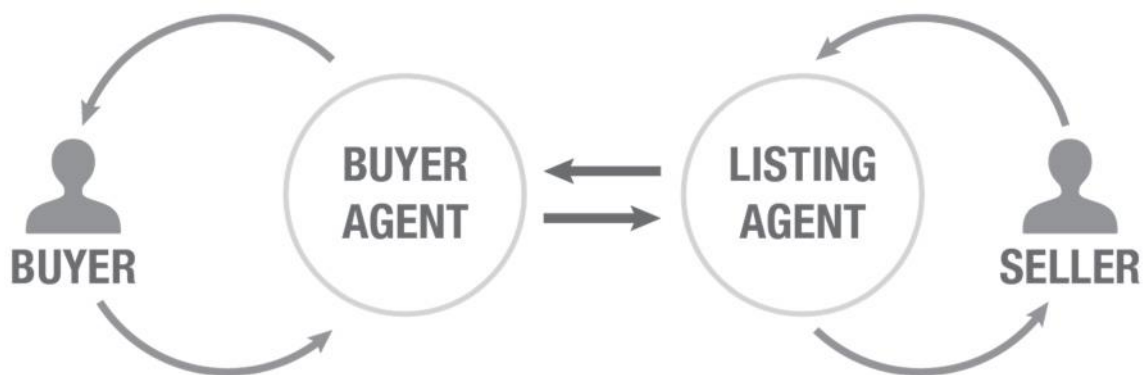 BUYER
BUYER
AGENT
LISTING
AGENT
SELLER